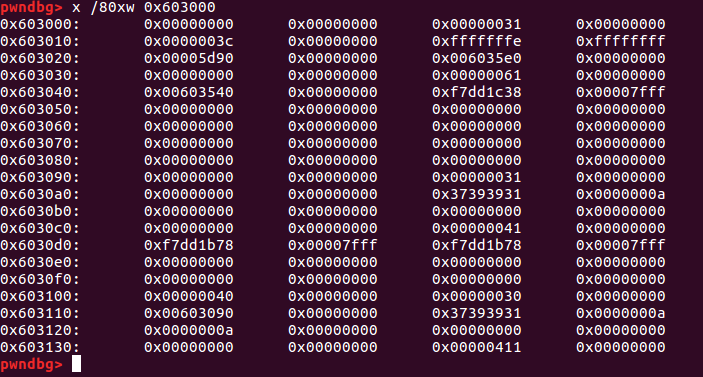 pwndbg> x /80xw 0x603000
0x603000: 0x00000000 0x00000000 0x00000031 0x00000000
0x603010: 0x0000003c 0x00000000 0xfffffffe 0xffffffff
0x603020: 0x00005d90 0x00000000 0x006035e0 0x00000000
0x603030: 0x00000000 0x00000000 0x00000061 0x00000000
0x603040: 0x00603540 0x00000000 0xf7dd1c38 0x00007fff
0x603050: 0x00000000 0x00000000 0x00000000 0x00000000
0x603060: 0x00000000 0x00000000 0x00000000 0x00000000
0x603070: 0x00000000 0x00000000 0x00000000 0x00000000
0x603080: 0x00000000 0x00000000 0x00000000 0x00000000
0x603090: 0x00000000 0x00000000 0x00000031 0x00000000
0x6030a0: 0x00000000 0x00000000 0x37393931 0x0000000a
0x6030b0: 0x00000000 0x00000000 0x00000000 0x00000000
0x6030c0: 0x00000000 0x00000000 0x00000041 0x00000000
0x6030d0: 0xf7dd1b78 0x00007fff 0xf7dd1b78 0x00007fff
0x6030e0: 0x00000000 0x00000000 0x00000000 0x00000000
0x6030f0: 0x00000000 0x00000000 0x00000000 0x00000000
0x603100: 0x00000040 0x00000000 0x00000030 0x00000000
0x603110: 0x00603090 0x00000000 0x37393931 0x0000000a
0x603120: 0x0000000a 0x00000000 0x00000000 0x00000000
0x603130: 0x00000000 0x00000000 0x00000411 0x00000000
pwndbg>